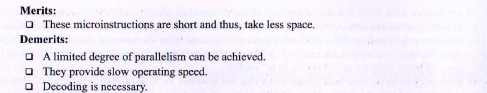 Merits:
❑ These microinstructions are short and thus, take less space.
Demerits:
❑ A limited degree of parallelism can be achieved.
❑ They provide slow operating speed.
❑ Decoding is necessary.